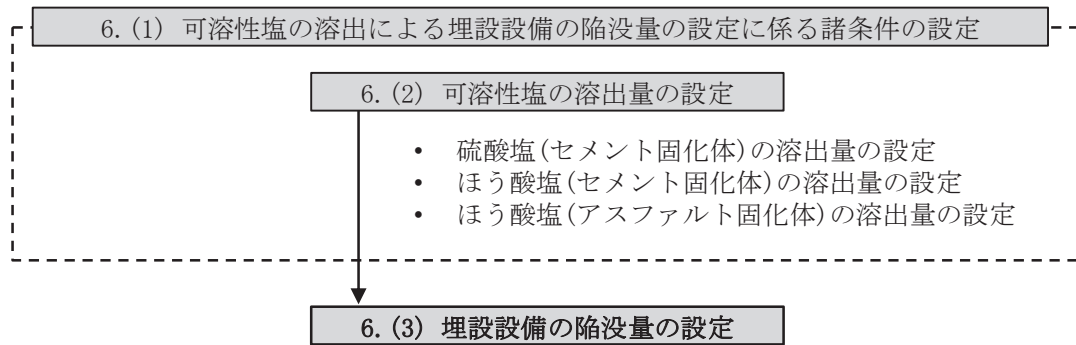 6.(1) 可溶性塩の溶出による埋設設備の陥没量の設定に係る諸条件の設定
6.(2) 可溶性塩の溶出量の設定
• 硫酸塩(セメント固化体)の溶出量の設定
• ほう酸塩(セメント固化体)の溶出量の設定
• ほう酸塩(アスファルト固化体)の溶出量の設定
6.(3) 埋設設備の陥没量の設定